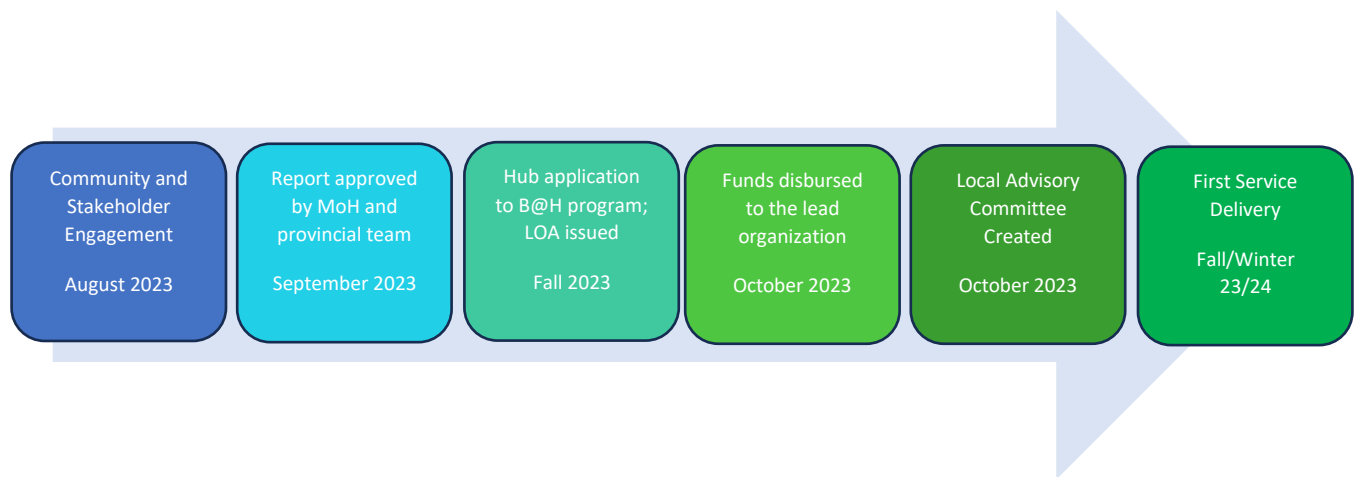 Community and
Stakeholder
Engagement
August 2023
Report approved
by MoH and
provincial team
September 2023
Hub application
to B@H program;
LOA issued
Fall 2023
Funds disbursed
to the lead
organization
October 2023
Local Advisory
Committee
Created
October 2023
First Service
Delivery
Fall/Winter
23/24